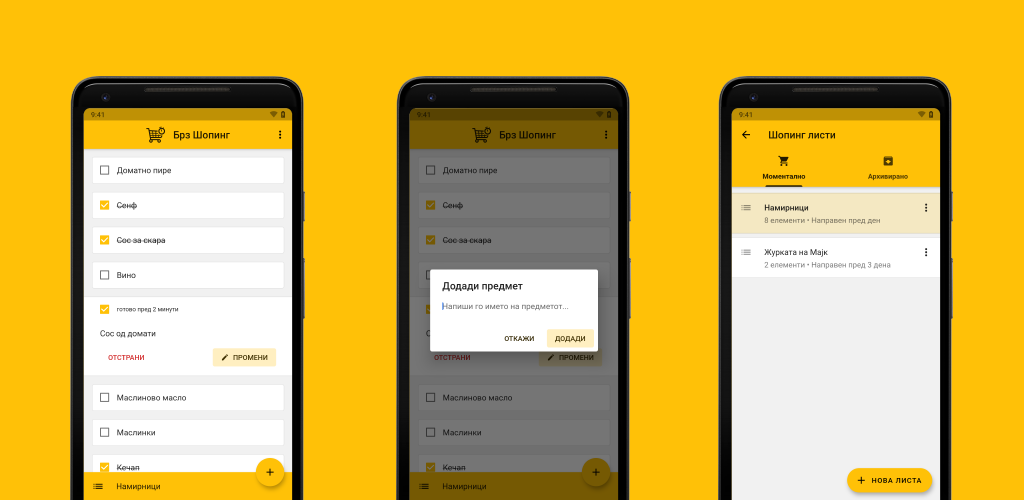 9:41
Брз Шопинг
Доматно пире
Сенф
Сос за скара
Вино
готово пред 2 минути
Сос од домати
ОТСТРАНИ
ПРОМЕНИ
Маслиново масло
Маслинки
Кечап
Намирници
9:41
Брз Шопинг
Доматно пире
Сенф
Сос за скара
Додади предмет
Напиши го името на предметот...
ОТКАЖИ
ДОДАДИ
ОТСТРАНИ
ПРОМЕНИ
Маслиново масло
Маслинки
Кечап
Намирници
9:41
Шопинг листи
Моментално
Архивирано
Намирници
8 елементи • Направен пред ден
Журката на Мајк
2 елементи • Направен пред 3 дена
НОВА ЛИСТА